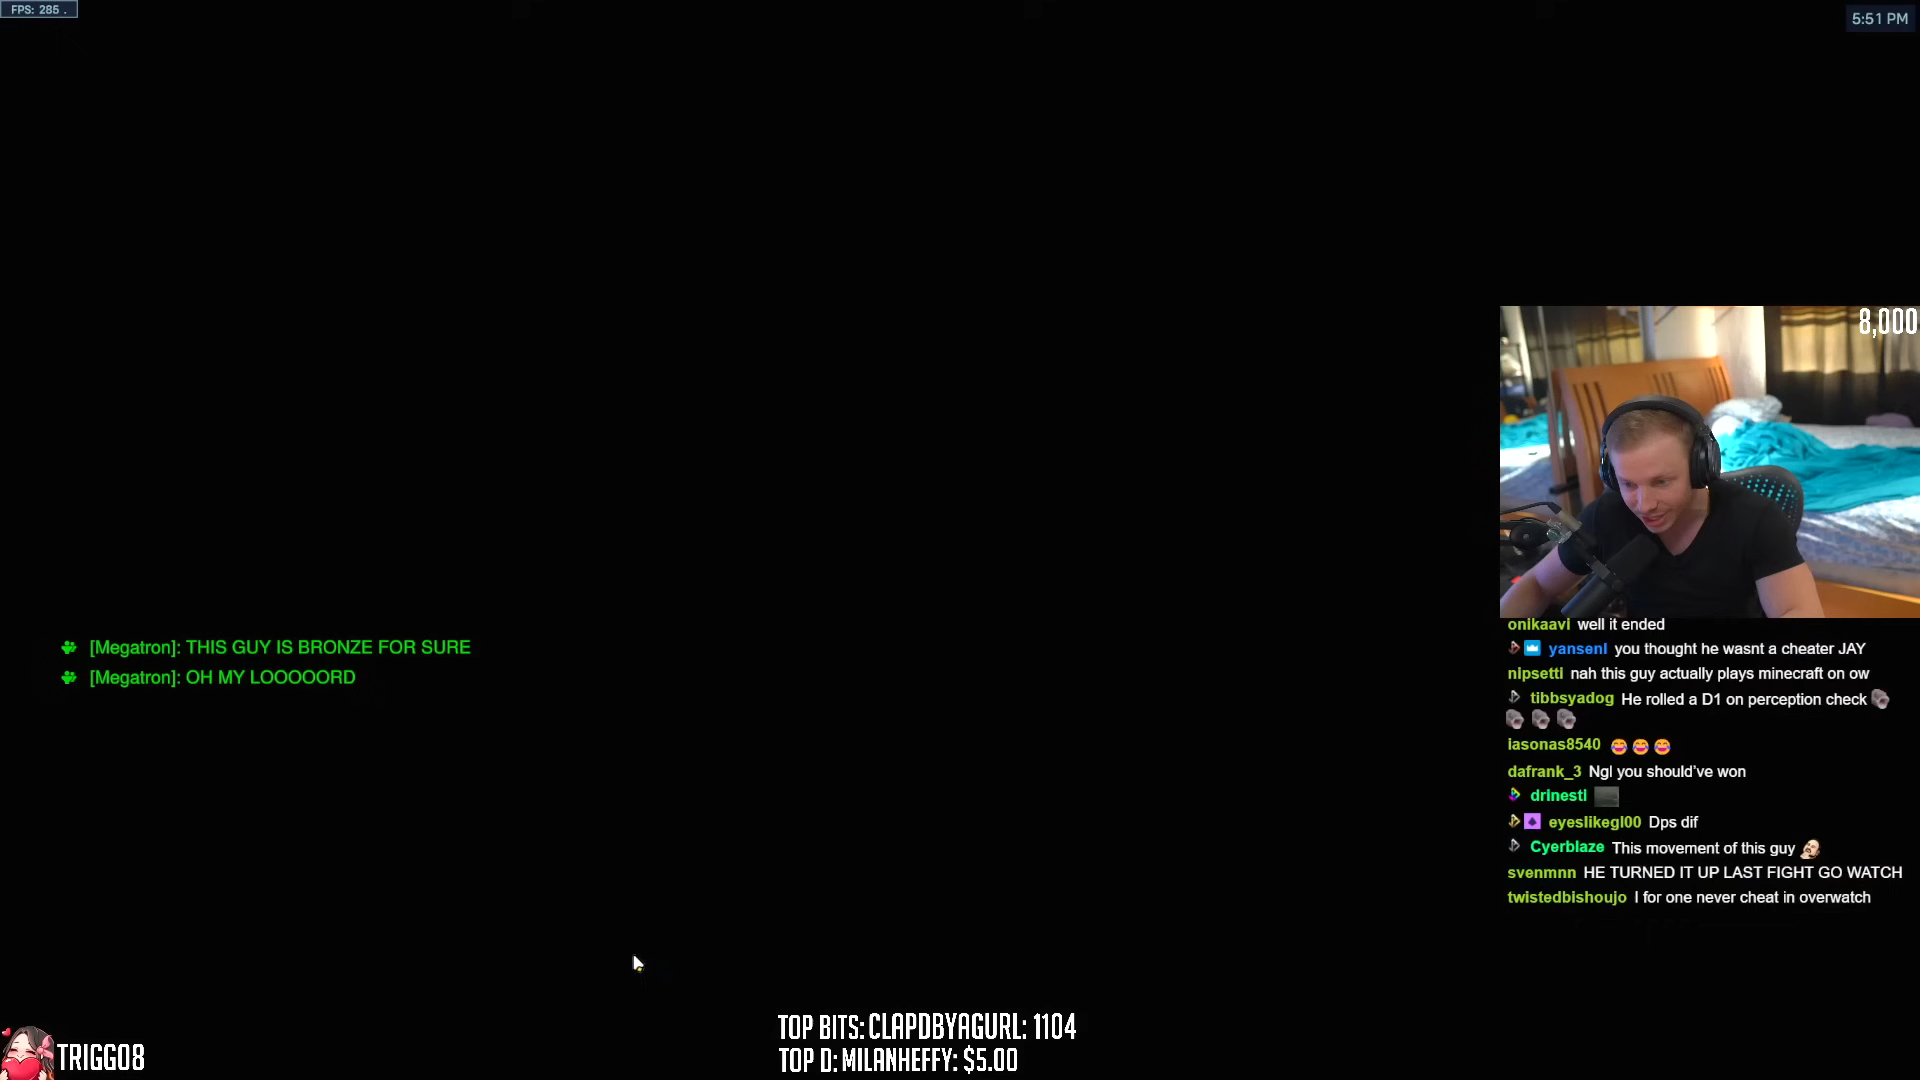 FPS: 285 .
5:51 PM
8,000
[Megatron]: THIS GUY IS BRONZE FOR SURE
[Megatron]: OH MY LOOOOORD
onikaavi well it ended
yansenl you thought he wasnt a cheater JAY
nipsetti nah this guy actually plays minecraft on ow
tibbsyadog He rolled a D1 on perception check
iasonas8540
dafrank_3 Ngl you should've won
drinesti
eyeslikegl00 Dps dif
Cyerblaze This movement of this guy
svenmnn HE TURNED IT UP LAST FIGHT GO WATCH
twistedbishoujo I for one never cheat in overwatch
TOP BITS: CLAPDBYAGURL: 1104
TOP D: MILANHEFFY: $5.00
TRIGGO8